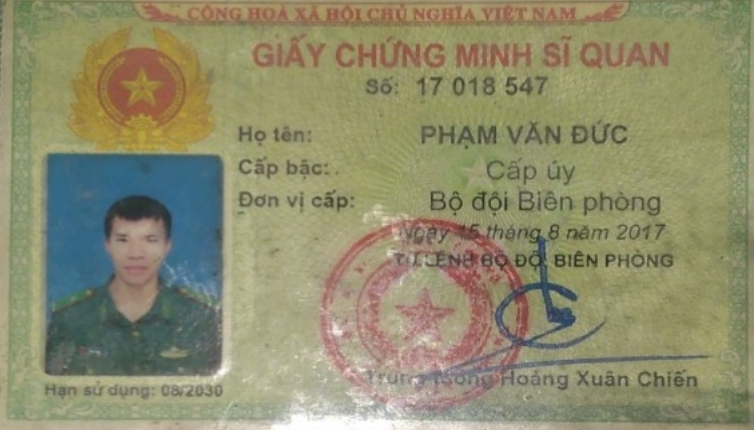 CỘNG HOÀ XÃ HỘI CHỦ NGHĨA VIỆT NAM
GIẤY CHỨNG MINH SĨ QUAN
Số: 17 018 547
Họ tên: PHẠM VĂN ĐỨC
Cấp bậc: Cấp úy
Đơn vị cấp: Bộ đội Biên phòng
Ngày 15 tháng 8 năm 2017
TƯ LỆNH BỘ ĐỘI BIÊN PHÒNG
Trung tướng Hoàng Xuân Chiến
Hạn sử dụng: 08/2030